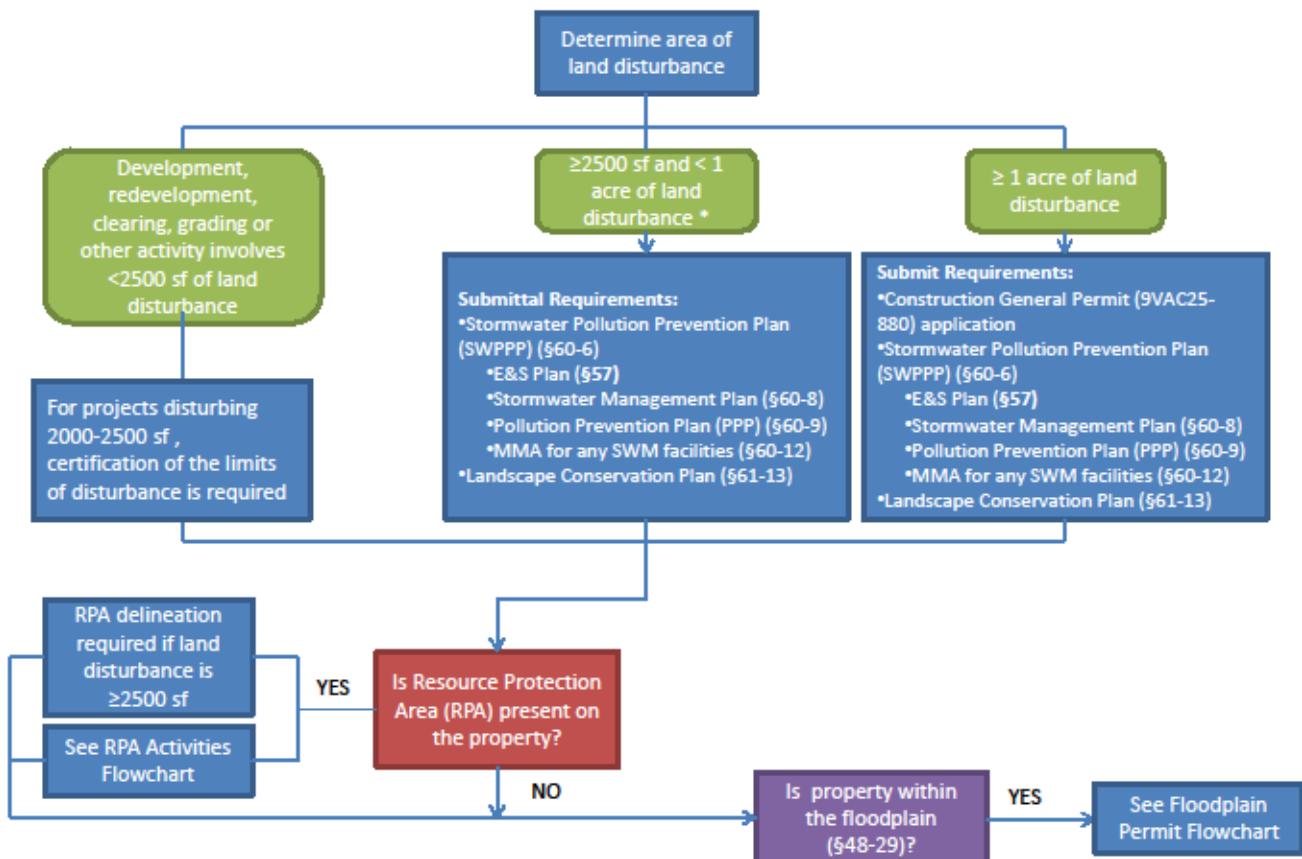 Determine area of
land disturbance
Development,
redevelopment,
clearing, grading or
other activity involves
<2500 sf of land
disturbance
≥2500 sf and < 1
acre of land
disturbance *
≥ 1 acre of land
disturbance
For projects disturbing
2000-2500 sf ,
certification of the limits
of disturbance is required
Submittal Requirements:
•Stormwater Pollution Prevention Plan
(SWPPP) (§60-6)
•E&S Plan (§57)
•Stormwater Management Plan (§60-8)
•Pollution Prevention Plan (PPP) (§60-9)
•MMA for any SWM facilities (§60-12)
•Landscape Conservation Plan (§61-13)
Submit Requirements:
•Construction General Permit (9VAC25-
880) application
•Stormwater Pollution Prevention Plan
(SWPPP) (§60-6)
•E&S Plan (§57)
•Stormwater Management Plan (§60-8)
•Pollution Prevention Plan (PPP) (§60-9)
•MMA for any SWM facilities (§60-12)
•Landscape Conservation Plan (§61-13)
RPA delineation
required if land
disturbance is
≥2500 sf
See RPA Activities
Flowchart
YES
Is Resource Protection
Area (RPA) present on
the property?
NO
Is property within
the floodplain
(§48-29)?
YES
See Floodplain
Permit Flowchart